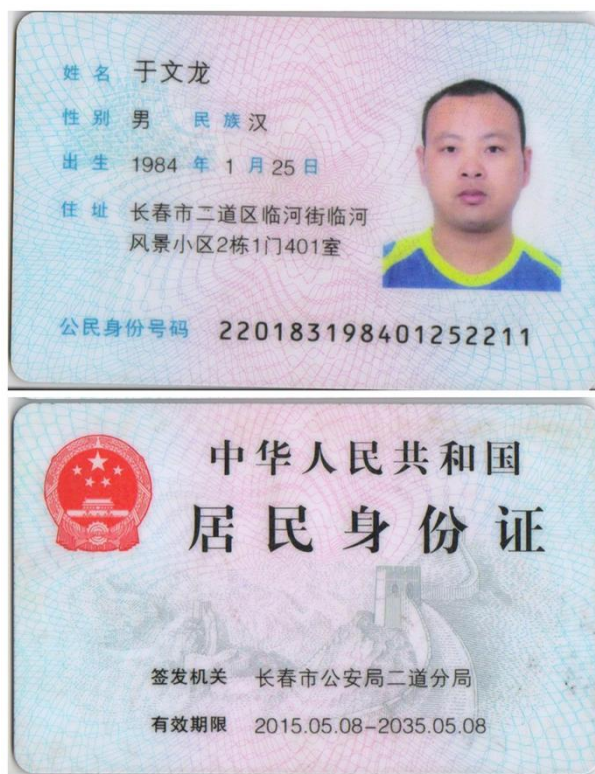 姓名 于文龙
性别 男 民族 汉
出生 1984 年 1 月 25 日
住址 长春市二道区临河街临河
风景小区2栋1门401室
公民身份号码 220183198401252211
中华人民共和国
居民身份证
签发机关 长春市公安局二道分局
有效期限 2015.05.08-2035.05.08